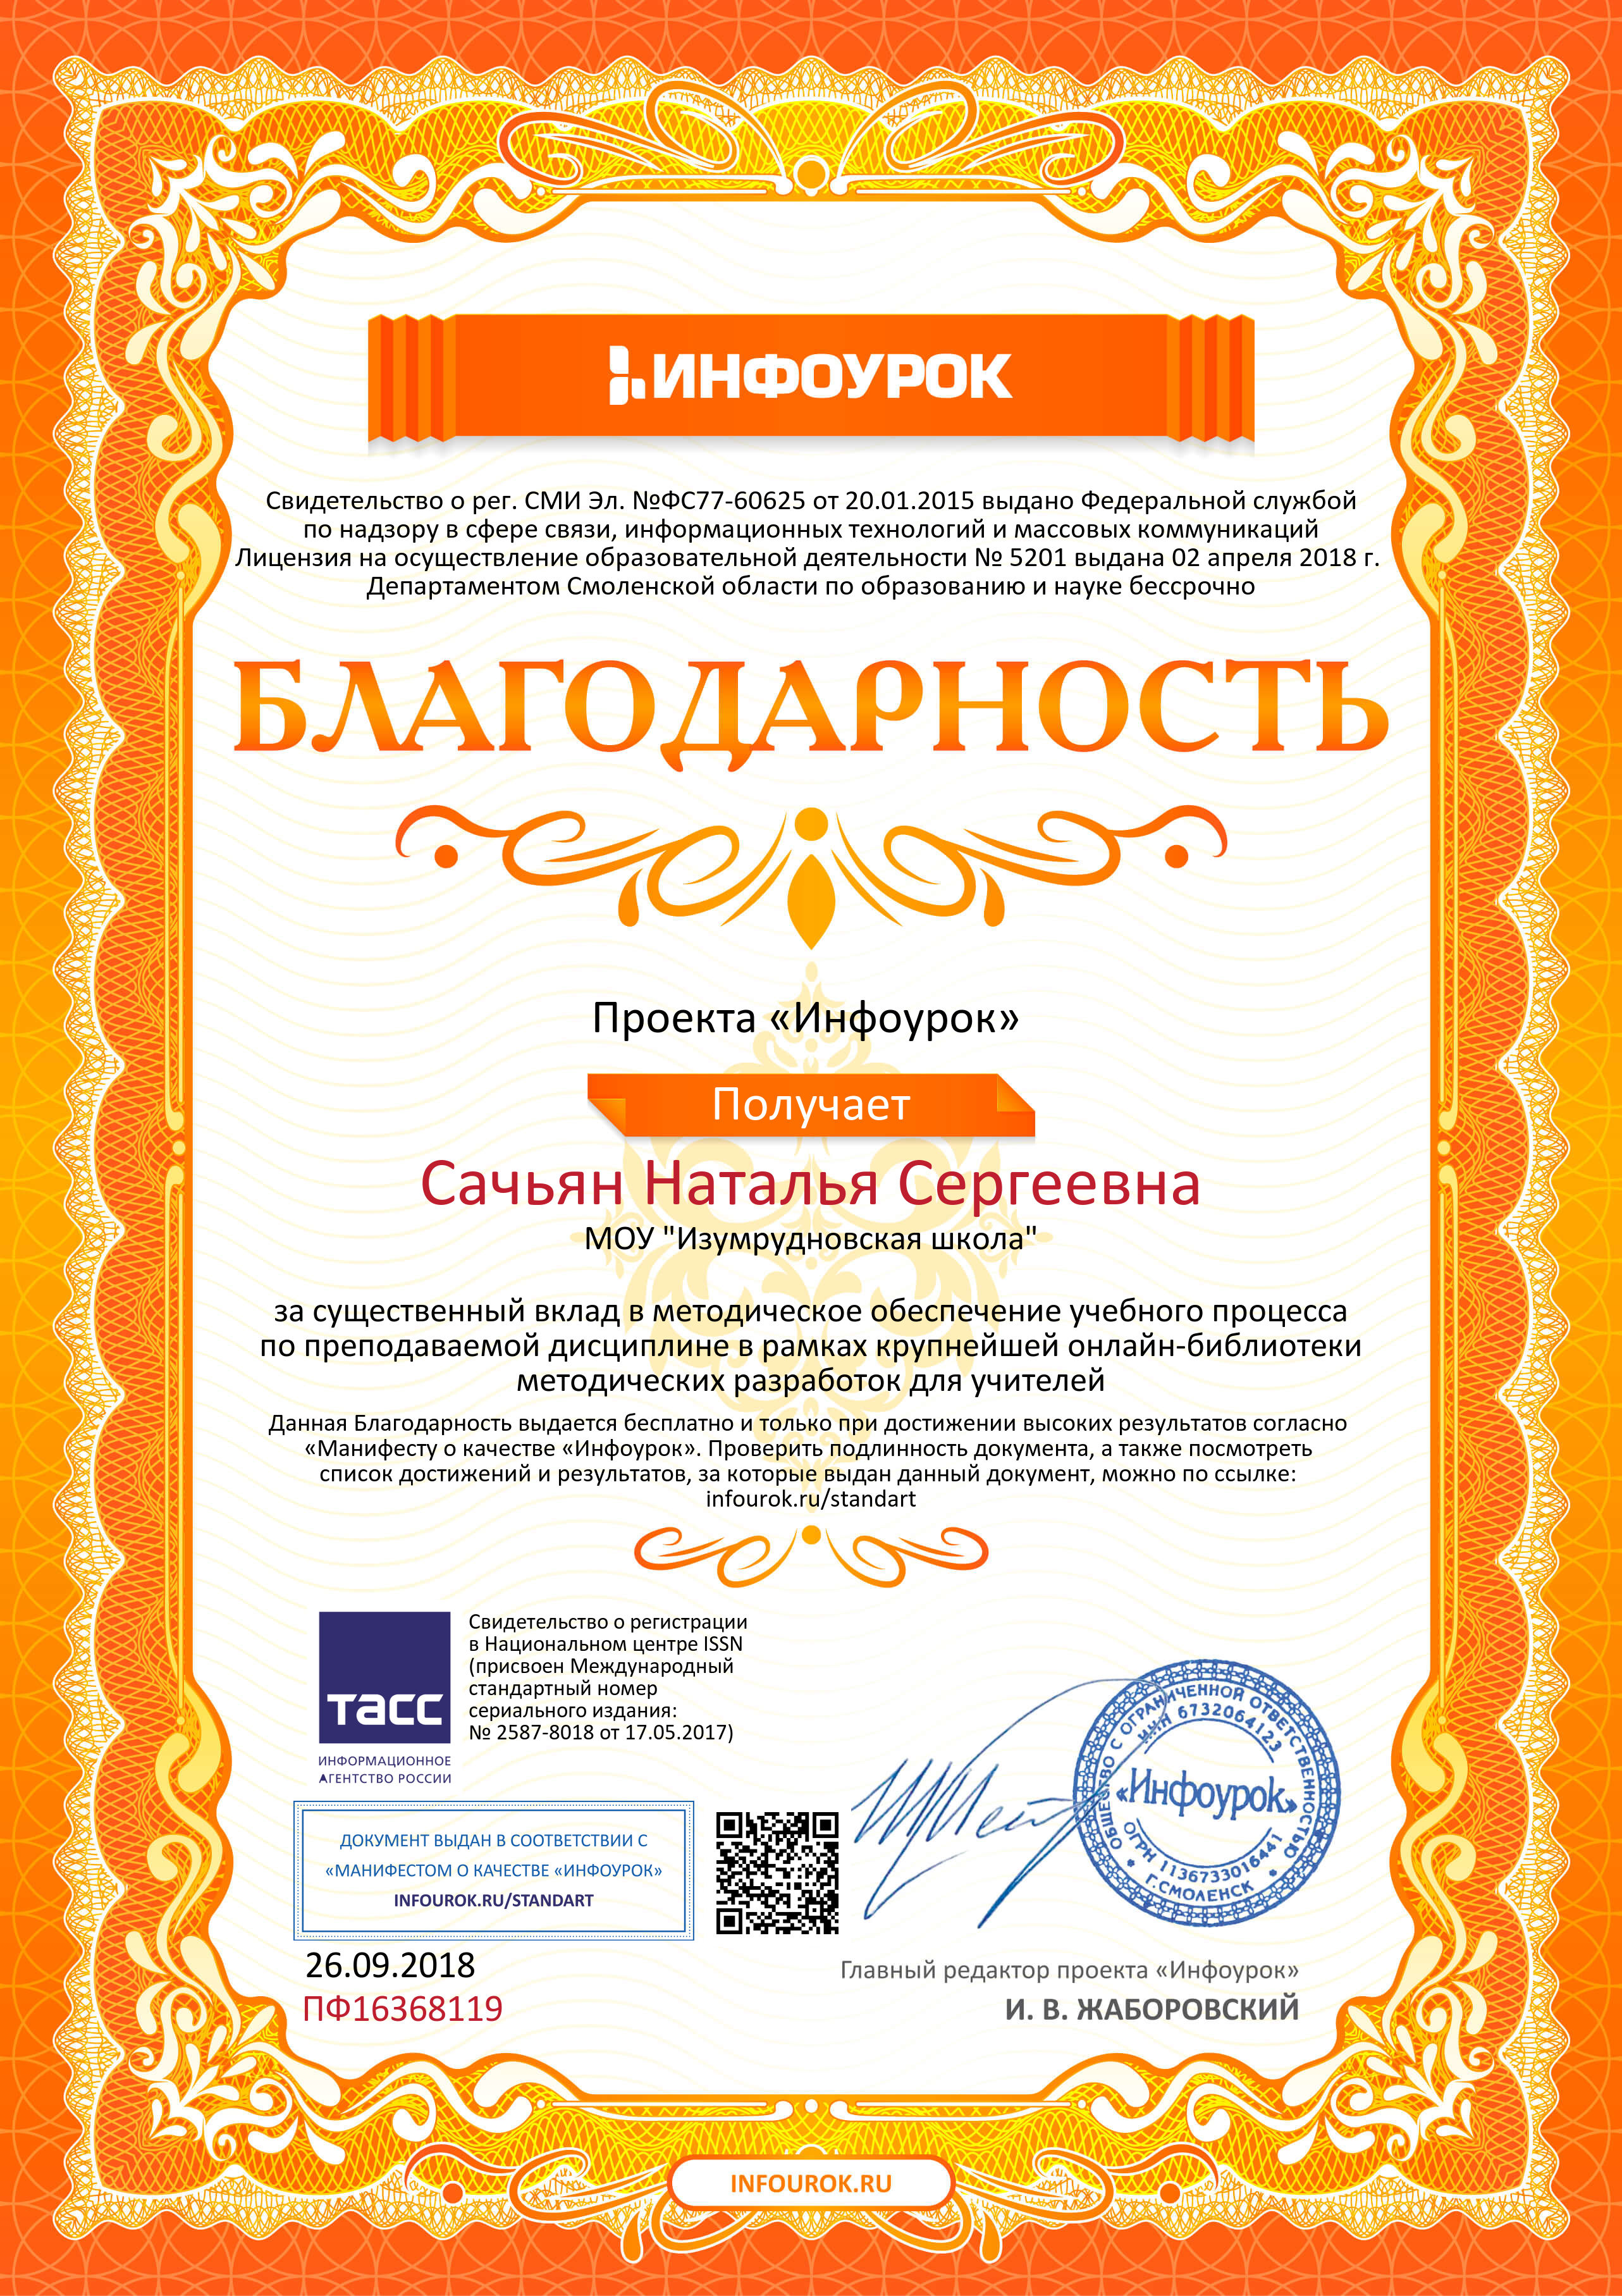 ИНФОУРОК
Свидетельство о рег. СМИ Эл. №ФС77-60625 от 20.01.2015 выдано Федеральной службой
по надзору в сфере связи, информационных технологий и массовых коммуникаций
Лицензия на осуществление образовательной деятельности № 5201 выдана 02 апреля 2018 г.
Департаментом Смоленской области по образованию и науке бессрочно
БЛАГОДАРНОСТЬ
Проекта «Инфоурок»
Получает
Сачьян Наталья Сергеевна
МОУ "Изумрудновская школа"
за существенный вклад в методическое обеспечение учебного процесса
по преподаваемой дисциплине в рамках крупнейшей онлайн-библиотеки
методических разработок для учителей
Данная Благодарность выдается бесплатно и только при достижении высоких результатов согласно
«Манифесту о качестве «Инфоурок». Проверить подлинность документа, а также посмотреть
список достижений и результатов, за которые выдан данный документ, можно по ссылке:
infourok.ru/standart
тасс
ИНФОРМАЦИОННОЕ
АГЕНТСТВО РОССИИ
Свидетельство о регистрации
в Национальном центре ISSN
(присвоен Международный
стандартный номер
сериального издания:
№ 2587-8018 от 17.05.2017)
ДОКУМЕНТ ВЫДАН В СООТВЕТСТВИИ С
«МАНИФЕСТОМ О КАЧЕСТВЕ «ИНФОУРОК»
INFOUROK.RU/STANDART
ОБЩЕСТВО С ОГРАНИЧЕННОЙ ОТВЕТСТВЕННОСТЬЮ
ИНН 6732064123
«Инфоурок»
ОГРН 1136733016441
* Г.СМОЛЕНСК *
26.09.2018
ПФ16368119
Главный редактор проекта «Инфоурок»
И. В. ЖАБОРОВСКИЙ
INFOUROK.RU